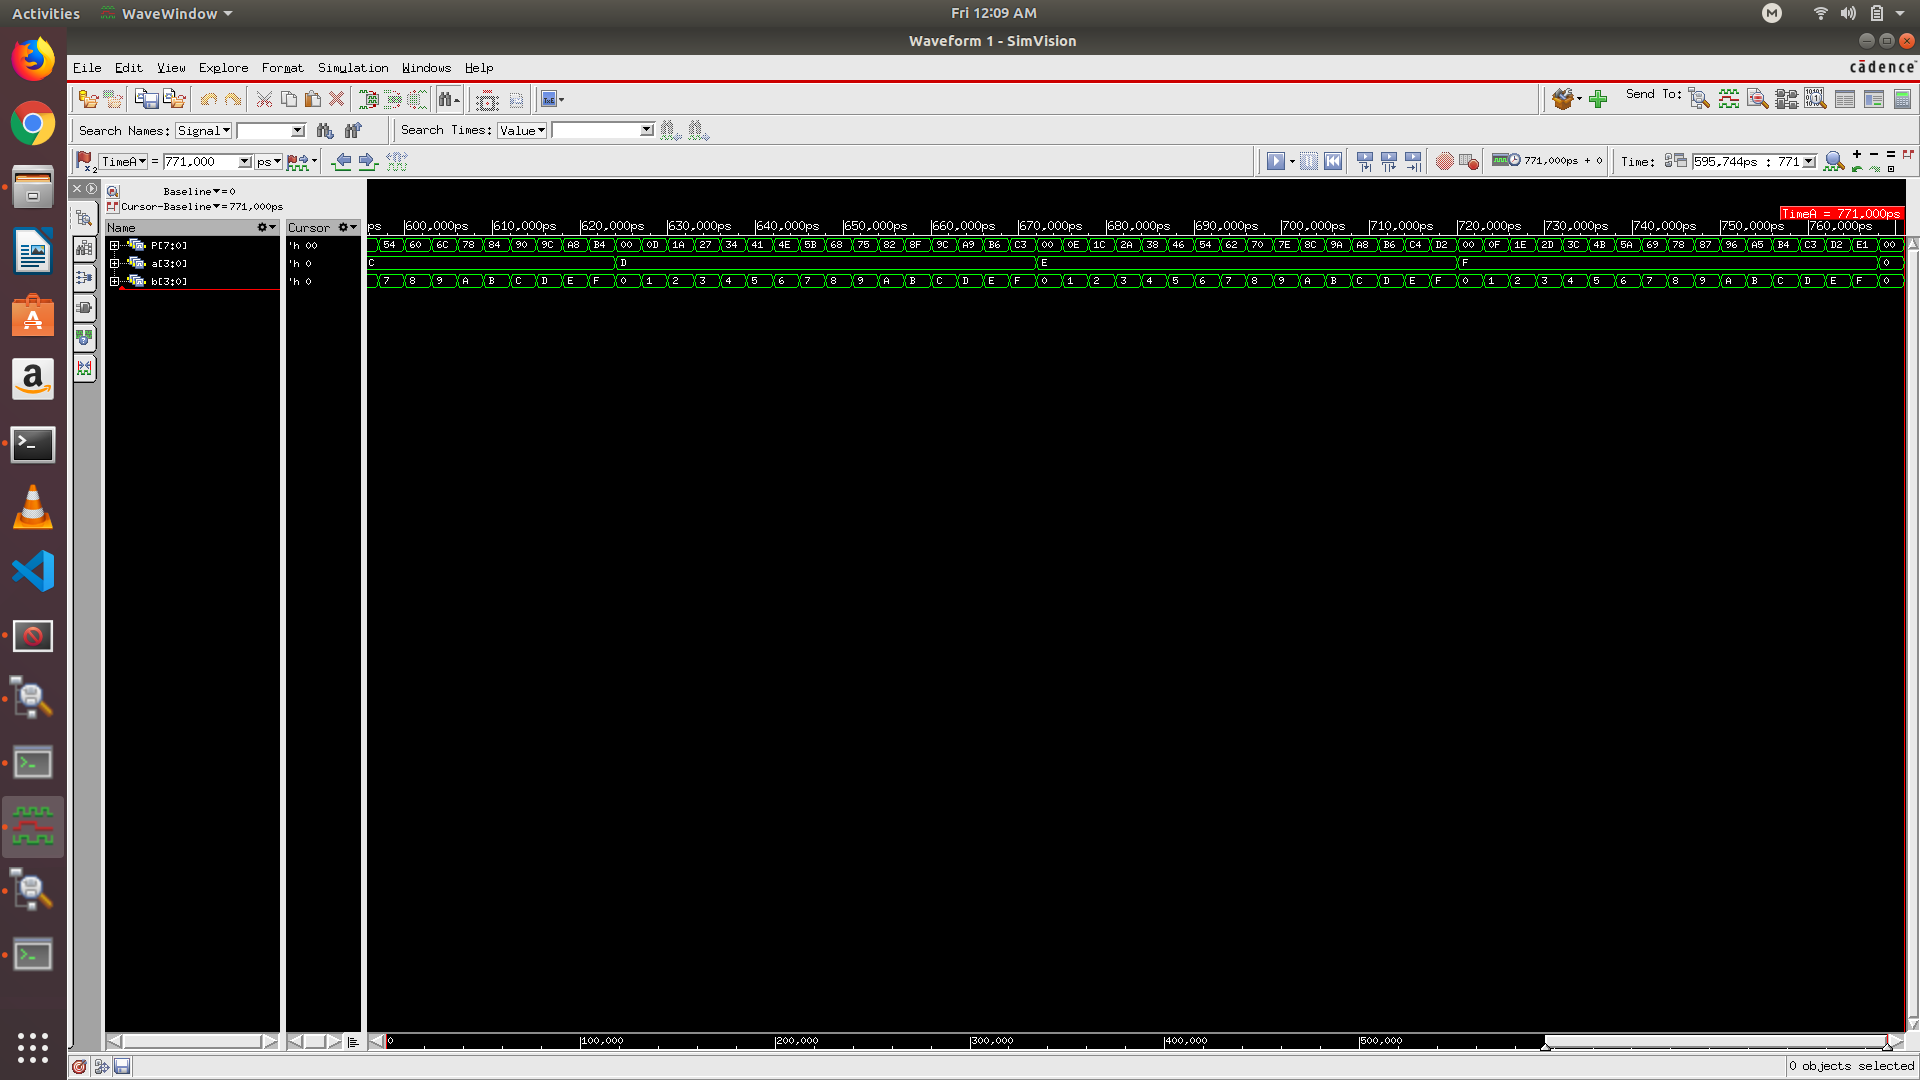 Activities WaveWindow Fri 12:09 AM M
Waveform 1 - SimVision
File Edit View Explore Format Simulation Windows Help cādence
Send To:
Search Names: Signal Search Times: Value
TimeA = 771,000 ps 771,000ps + 0 Time: 595,744ps : 771
Baseline=0
Cursor-Baseline=771,000ps
TimeA = 771,000ps
Name Cursor ps 600,000ps 610,000ps 620,000ps 630,000ps 640,000ps 650,000ps 660,000ps 670,000ps 680,000ps 690,000ps 700,000ps 710,000ps 720,000ps 730,000ps 740,000ps 750,000ps 760,000ps
P[7:0] 'h 00 54 60 6C 78 84 90 9C A8 B4 00 0D 1A 27 34 41 4E 5B 68 75 82 8F 9C A9 B6 C3 00 0E 1C 2A 38 46 54 62 70 7E 8C 9A A8 B6 C4 D2 00 0F 1E 2D 3C 4B 5A 69 78 87 96 A5 B4 C3 D2 E1 00
a[3:0] 'h 0 C D E F 0
b[3:0] 'h 0 7 8 9 A B C D E F 0 1 2 3 4 5 6 7 8 9 A B C D E F 0 1 2 3 4 5 6 7 8 9 A B C D E F 0 1 2 3 4 5 6 7 8 9 A B C D E F 0
0 100,000 200,000 300,000 400,000 500,000
0 objects selected